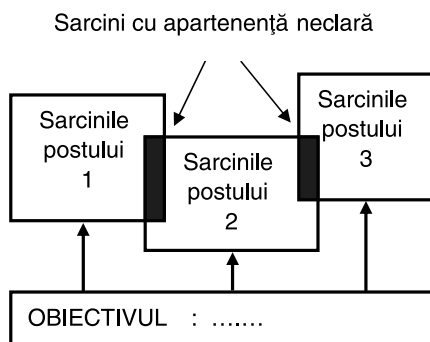 Sarcini cu apartenenţă neclară
Sarcinile
postului
1
Sarcinile
postului
2
Sarcinile
postului
3
OBIECTIVUL : .......